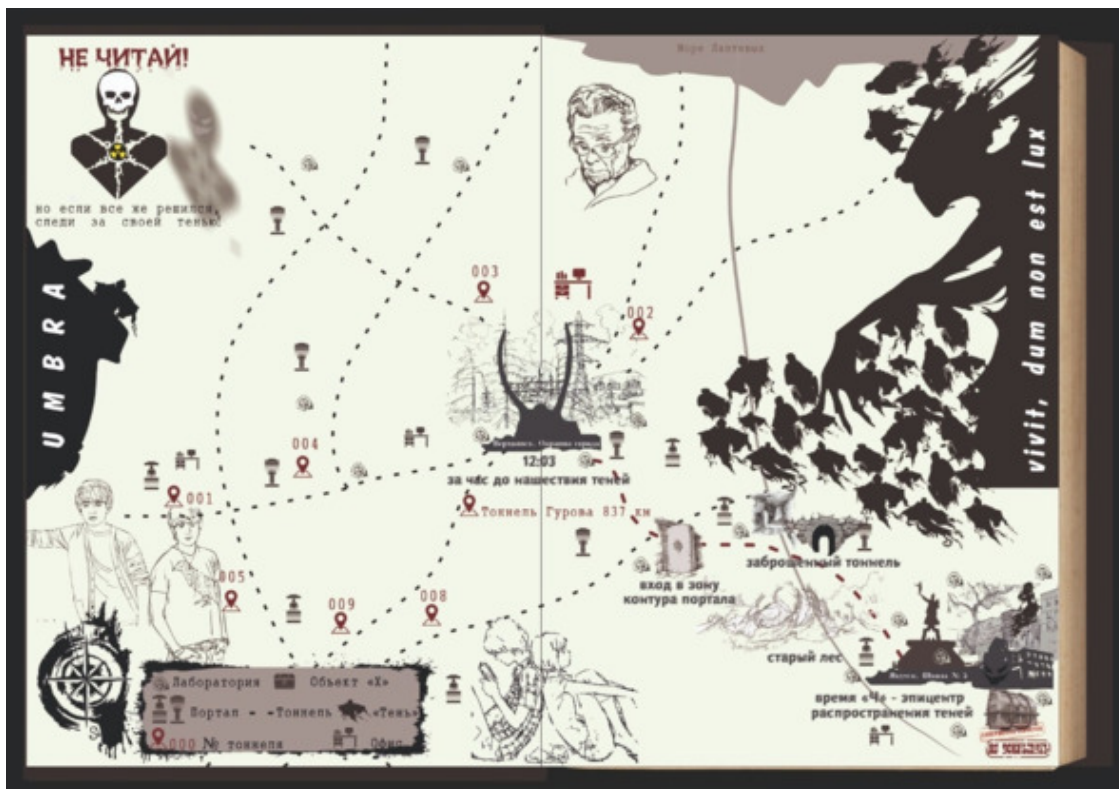 НЕ ЧИТАЙ!
но если все же решился,
следи за своей тенью
UMBRA
Море Лаптевых
vivit, dum non est lux
003
002
004
001
12:03
за час до нашествия теней
Тоннель Гурова 837 км
005
009
008
вход в зону
контура портала
заброшенный тоннель
старый лес
время «Ч» - эпицентр
распространения теней
Лаборатория Объект «Х»
Портал Тоннель «Тень»
000 № тоннеля Офис